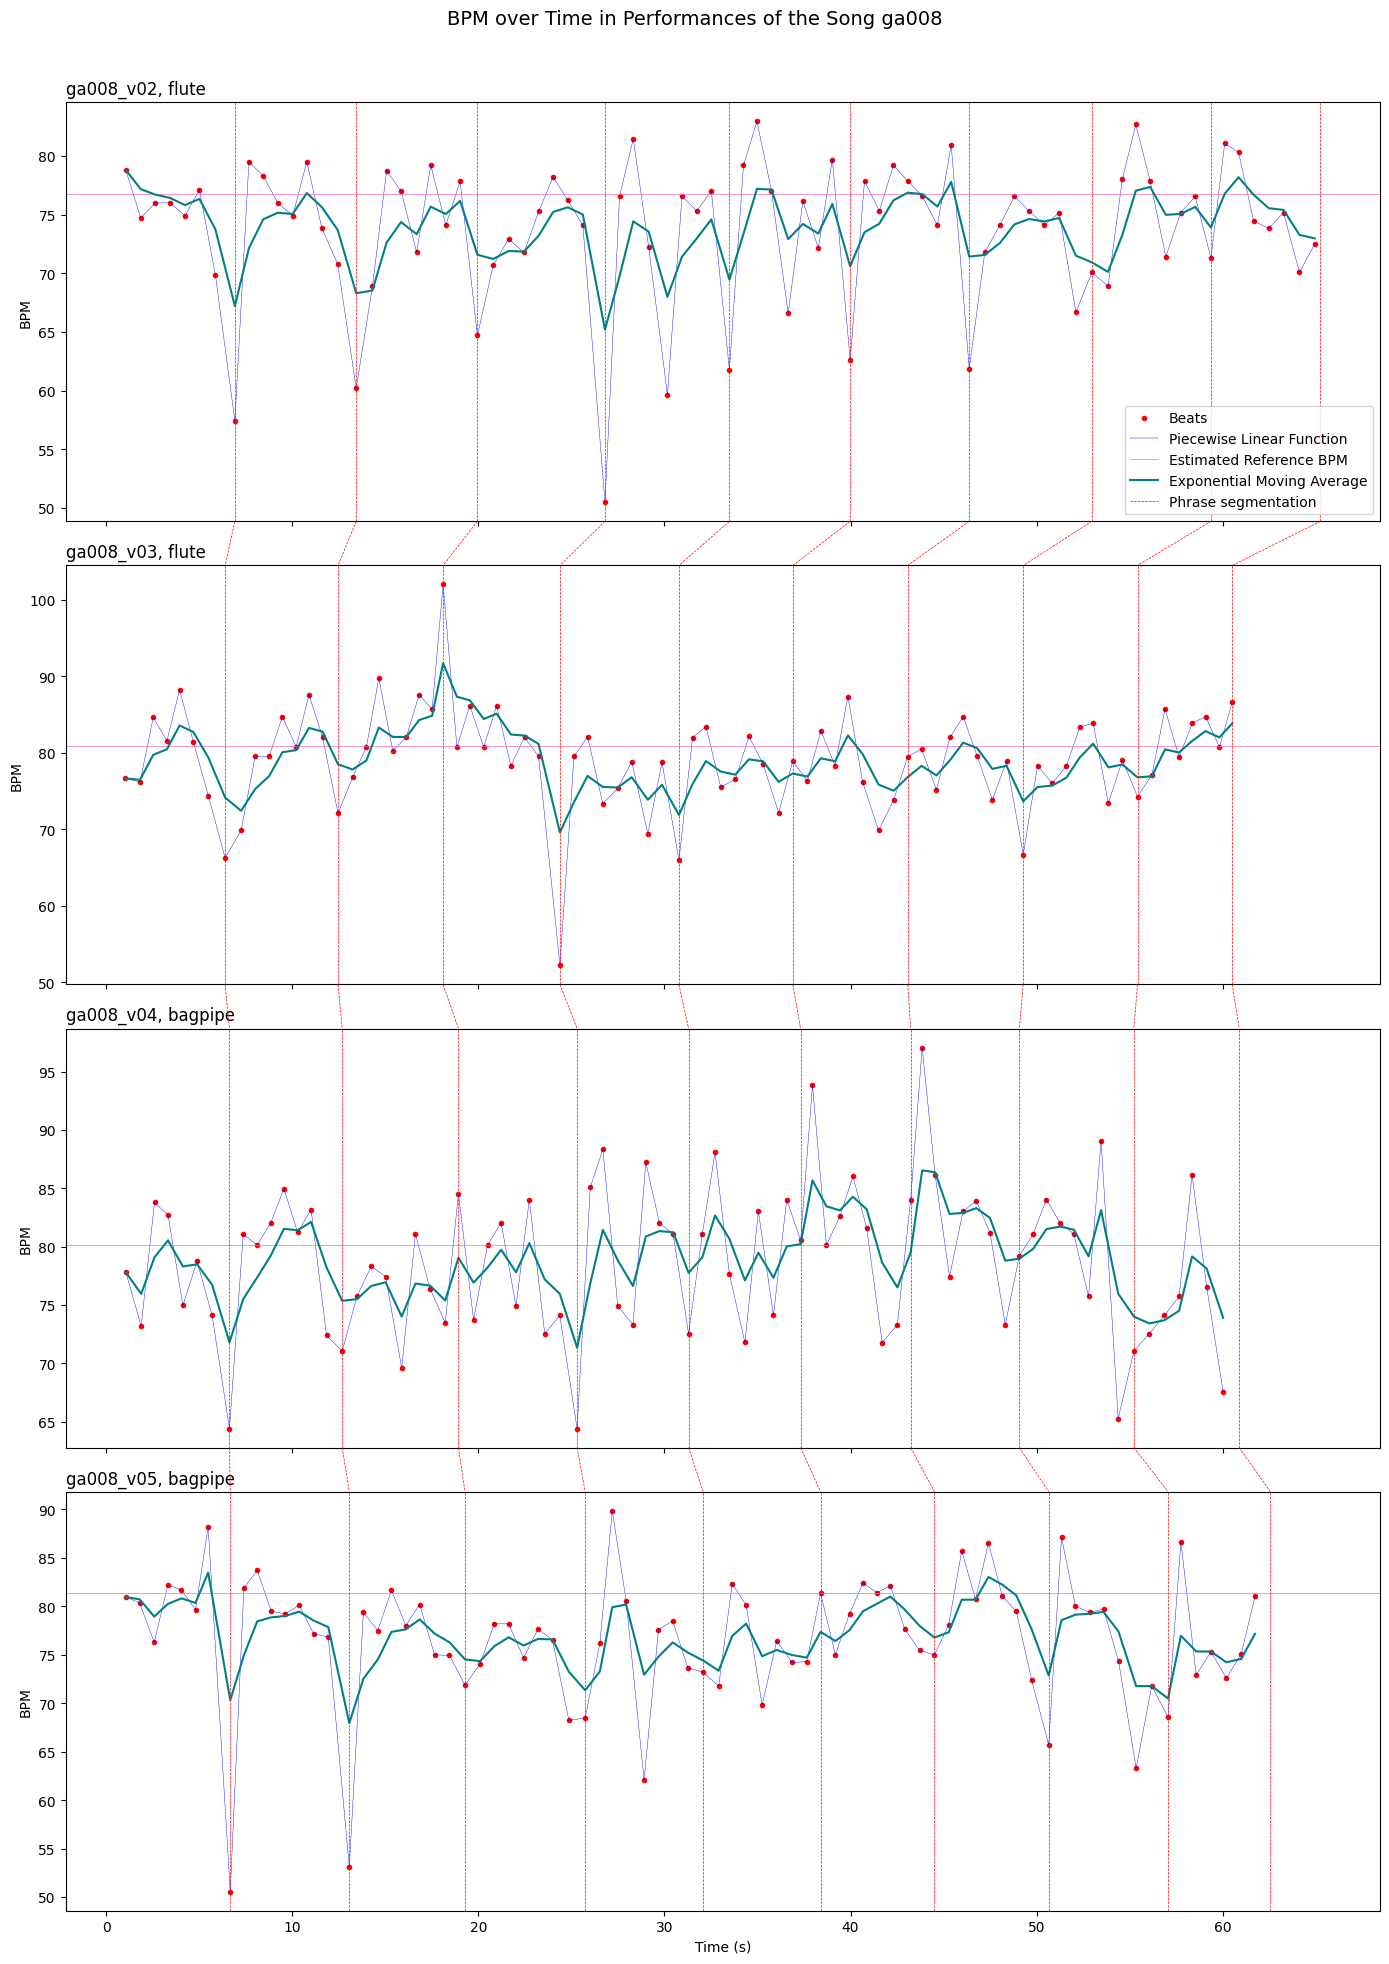 BPM over Time in Performances of the Song ga008
ga008_v02, flute
80
75
70
65
60
55
50
BPM
Beats
Piecewise Linear Function
Estimated Reference BPM
Exponential Moving Average
Phrase segmentation
ga008_v03, flute
100
90
80
70
60
50
BPM
ga008_v04, bagpipe
95
90
85
80
75
70
65
BPM
ga008_v05, bagpipe
90
85
80
75
70
65
60
55
50
BPM
0 10 20 30 40 50 60
Time (s)